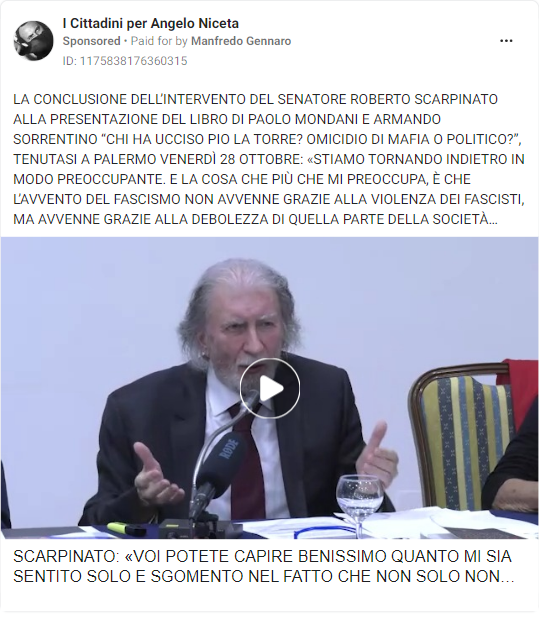 I Cittadini per Angelo Niceta
Sponsored • Paid for by Manfredo Gennaro
ID: 1175838176360315
LA CONCLUSIONE DELL'INTERVENTO DEL SENATORE ROBERTO SCARPINATO
ALLA PRESENTAZIONE DEL LIBRO DI PAOLO MONDANI E ARMANDO
SORRENTINO “CHI HA UCCISO PIO LA TORRE? OMICIDIO DI MAFIA O POLITICO?”,
TENUTASI A PALERMO VENERDÌ 28 OTTOBRE: «STIAMO TORNANDO INDIETRO IN
MODO PREOCCUPANTE. E LA COSA CHE PIÙ CHE MI PREOCCUPA, È CHE
L'AVVENTO DEL FASCISMO NON AVVENNE GRAZIE ALLA VIOLENZA DEI FASCISTI,
MA AVVENNE GRAZIE ALLA DEBOLEZZA DI QUELLA PARTE DELLA SOCIETÀ...
RODE
SCARPINATO: «VOI POTETE CAPIRE BENISSIMO QUANTO MI SIA
SENTITO SOLO E SGOMENTO NEL FATTO CHE NON SOLO NON...